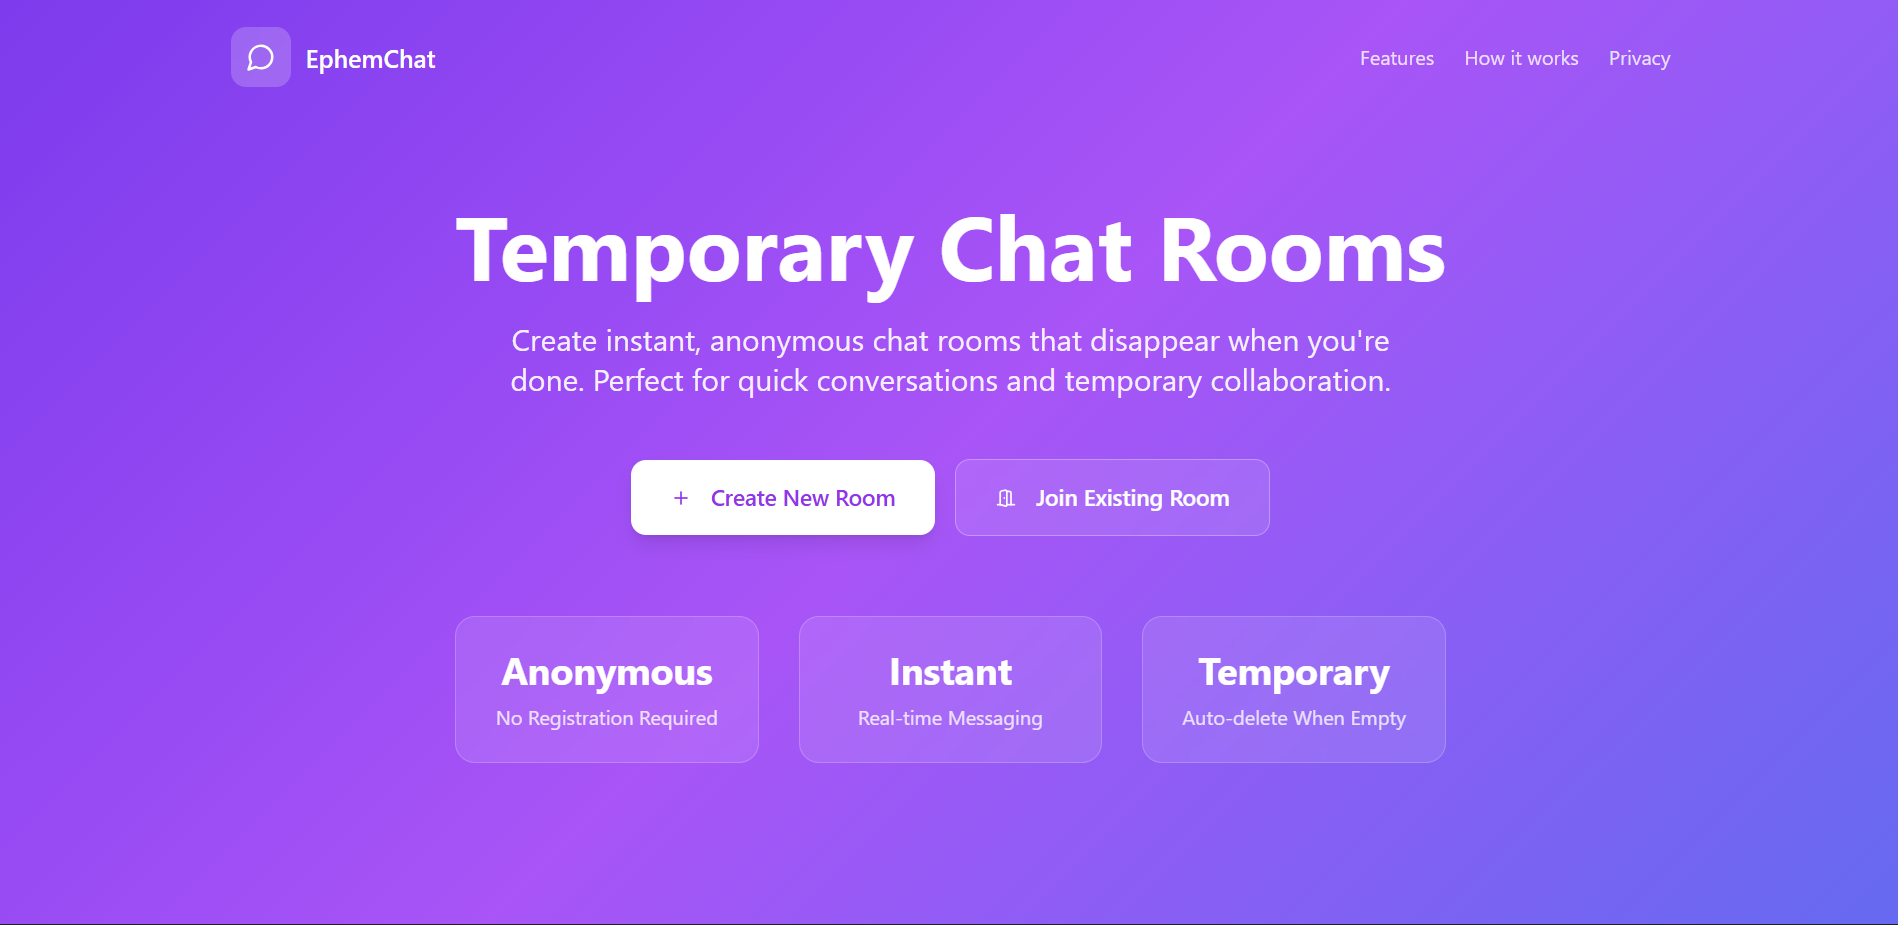 EphemChat
Features
How it works
Privacy
Temporary Chat Rooms
Create instant, anonymous chat rooms that disappear when you're
done. Perfect for quick conversations and temporary collaboration.
Create New Room
Join Existing Room
Anonymous
No Registration Required
Instant
Real-time Messaging
Temporary
Auto-delete When Empty